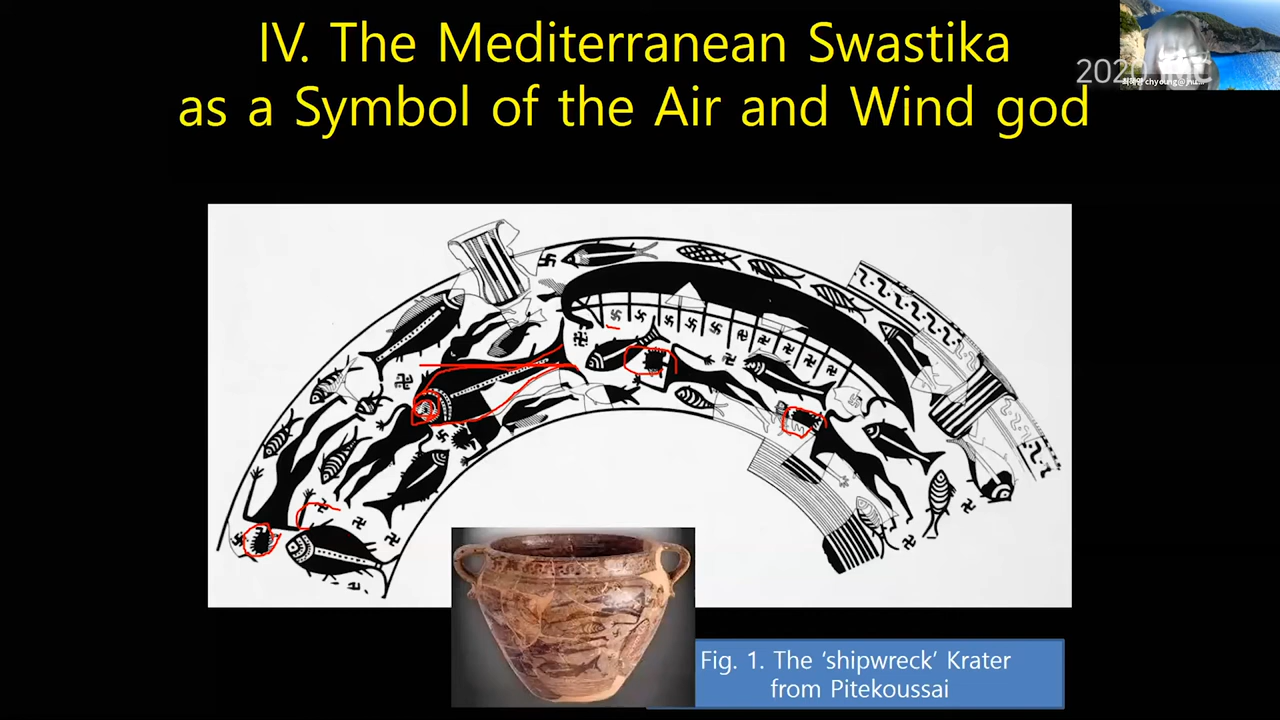 IV. The Mediterranean Swastika
as a Symbol of the Air and Wind god
Fig. 1. The ‘shipwreck’ Krater
from Pitekoussai